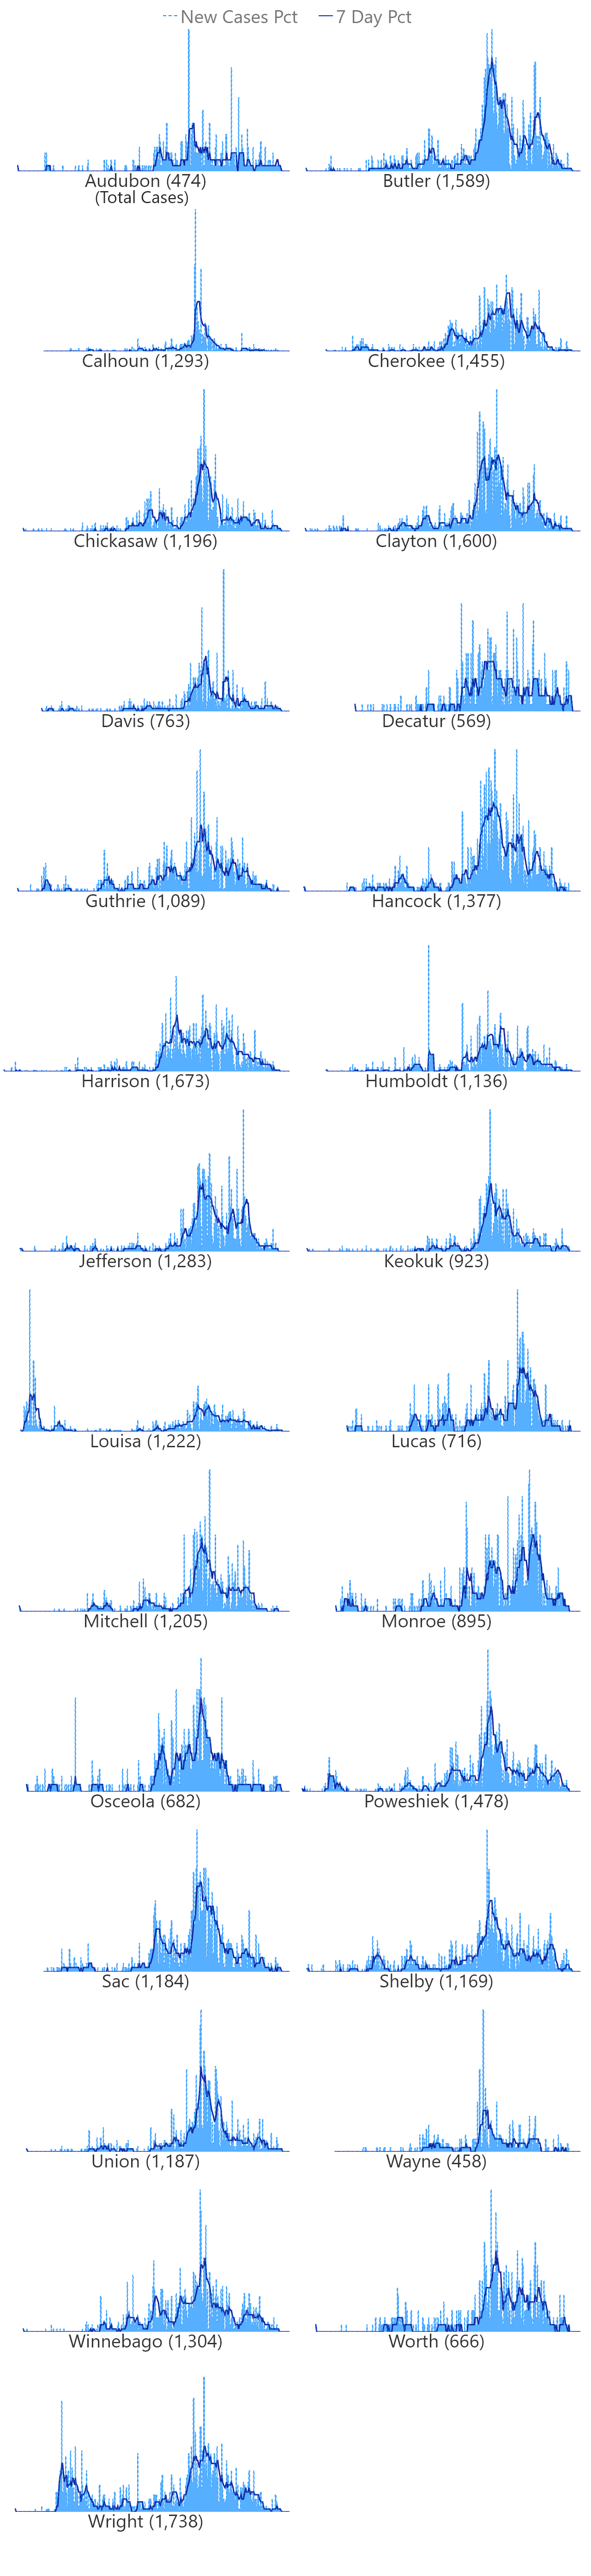 New Cases Pct 7 Day Pct
Audubon (474) Butler (1,589)
(Total Cases)
Calhoun (1,293) Cherokee (1,455)
Chickasaw (1,196) Clayton (1,600)
Davis (763) Decatur (569)
Guthrie (1,089) Hancock (1,377)
Harrison (1,673) Humboldt (1,136)
Jefferson (1,283) Keokuk (923)
Louisa (1,222) Lucas (716)
Mitchell (1,205) Monroe (895)
Osceola (682) Poweshiek (1,478)
Sac (1,184) Shelby (1,169)
Union (1,187) Wayne (458)
Winnebago (1,304) Worth (666)
Wright (1,738)